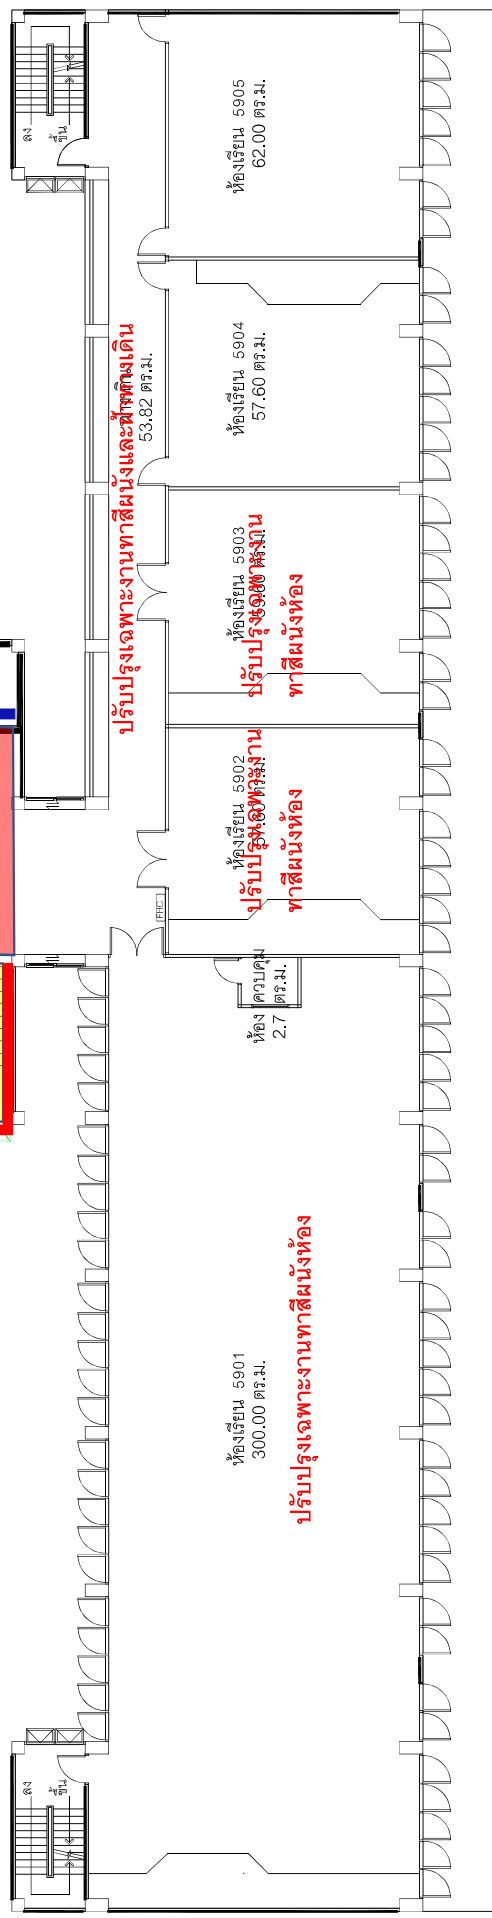 ลง
ขึ้น
ห้องเรียน 5905
62.00 ตร.ม.
ห้องเรียน 5904
57.60 ตร.ม.
ปรับปรุงเฉพาะงานทาสีผนังและฝ้าทางเดิน
53.82 ตร.ม.
ห้องเรียน 5903
ปรับปรุงเฉพาะงาน
ทาสีผนังห้อง
ห้องเรียน 5902
ปรับปรุงเฉพาะงาน
ทาสีผนังห้อง
FHC
ห้อง ควบคุม
2.7 ตร.ม.
ห้องเรียน 5901
300.00 ตร.ม.
ปรับปรุงเฉพาะงานทาสีผนังห้อง
ลง
ขึ้น